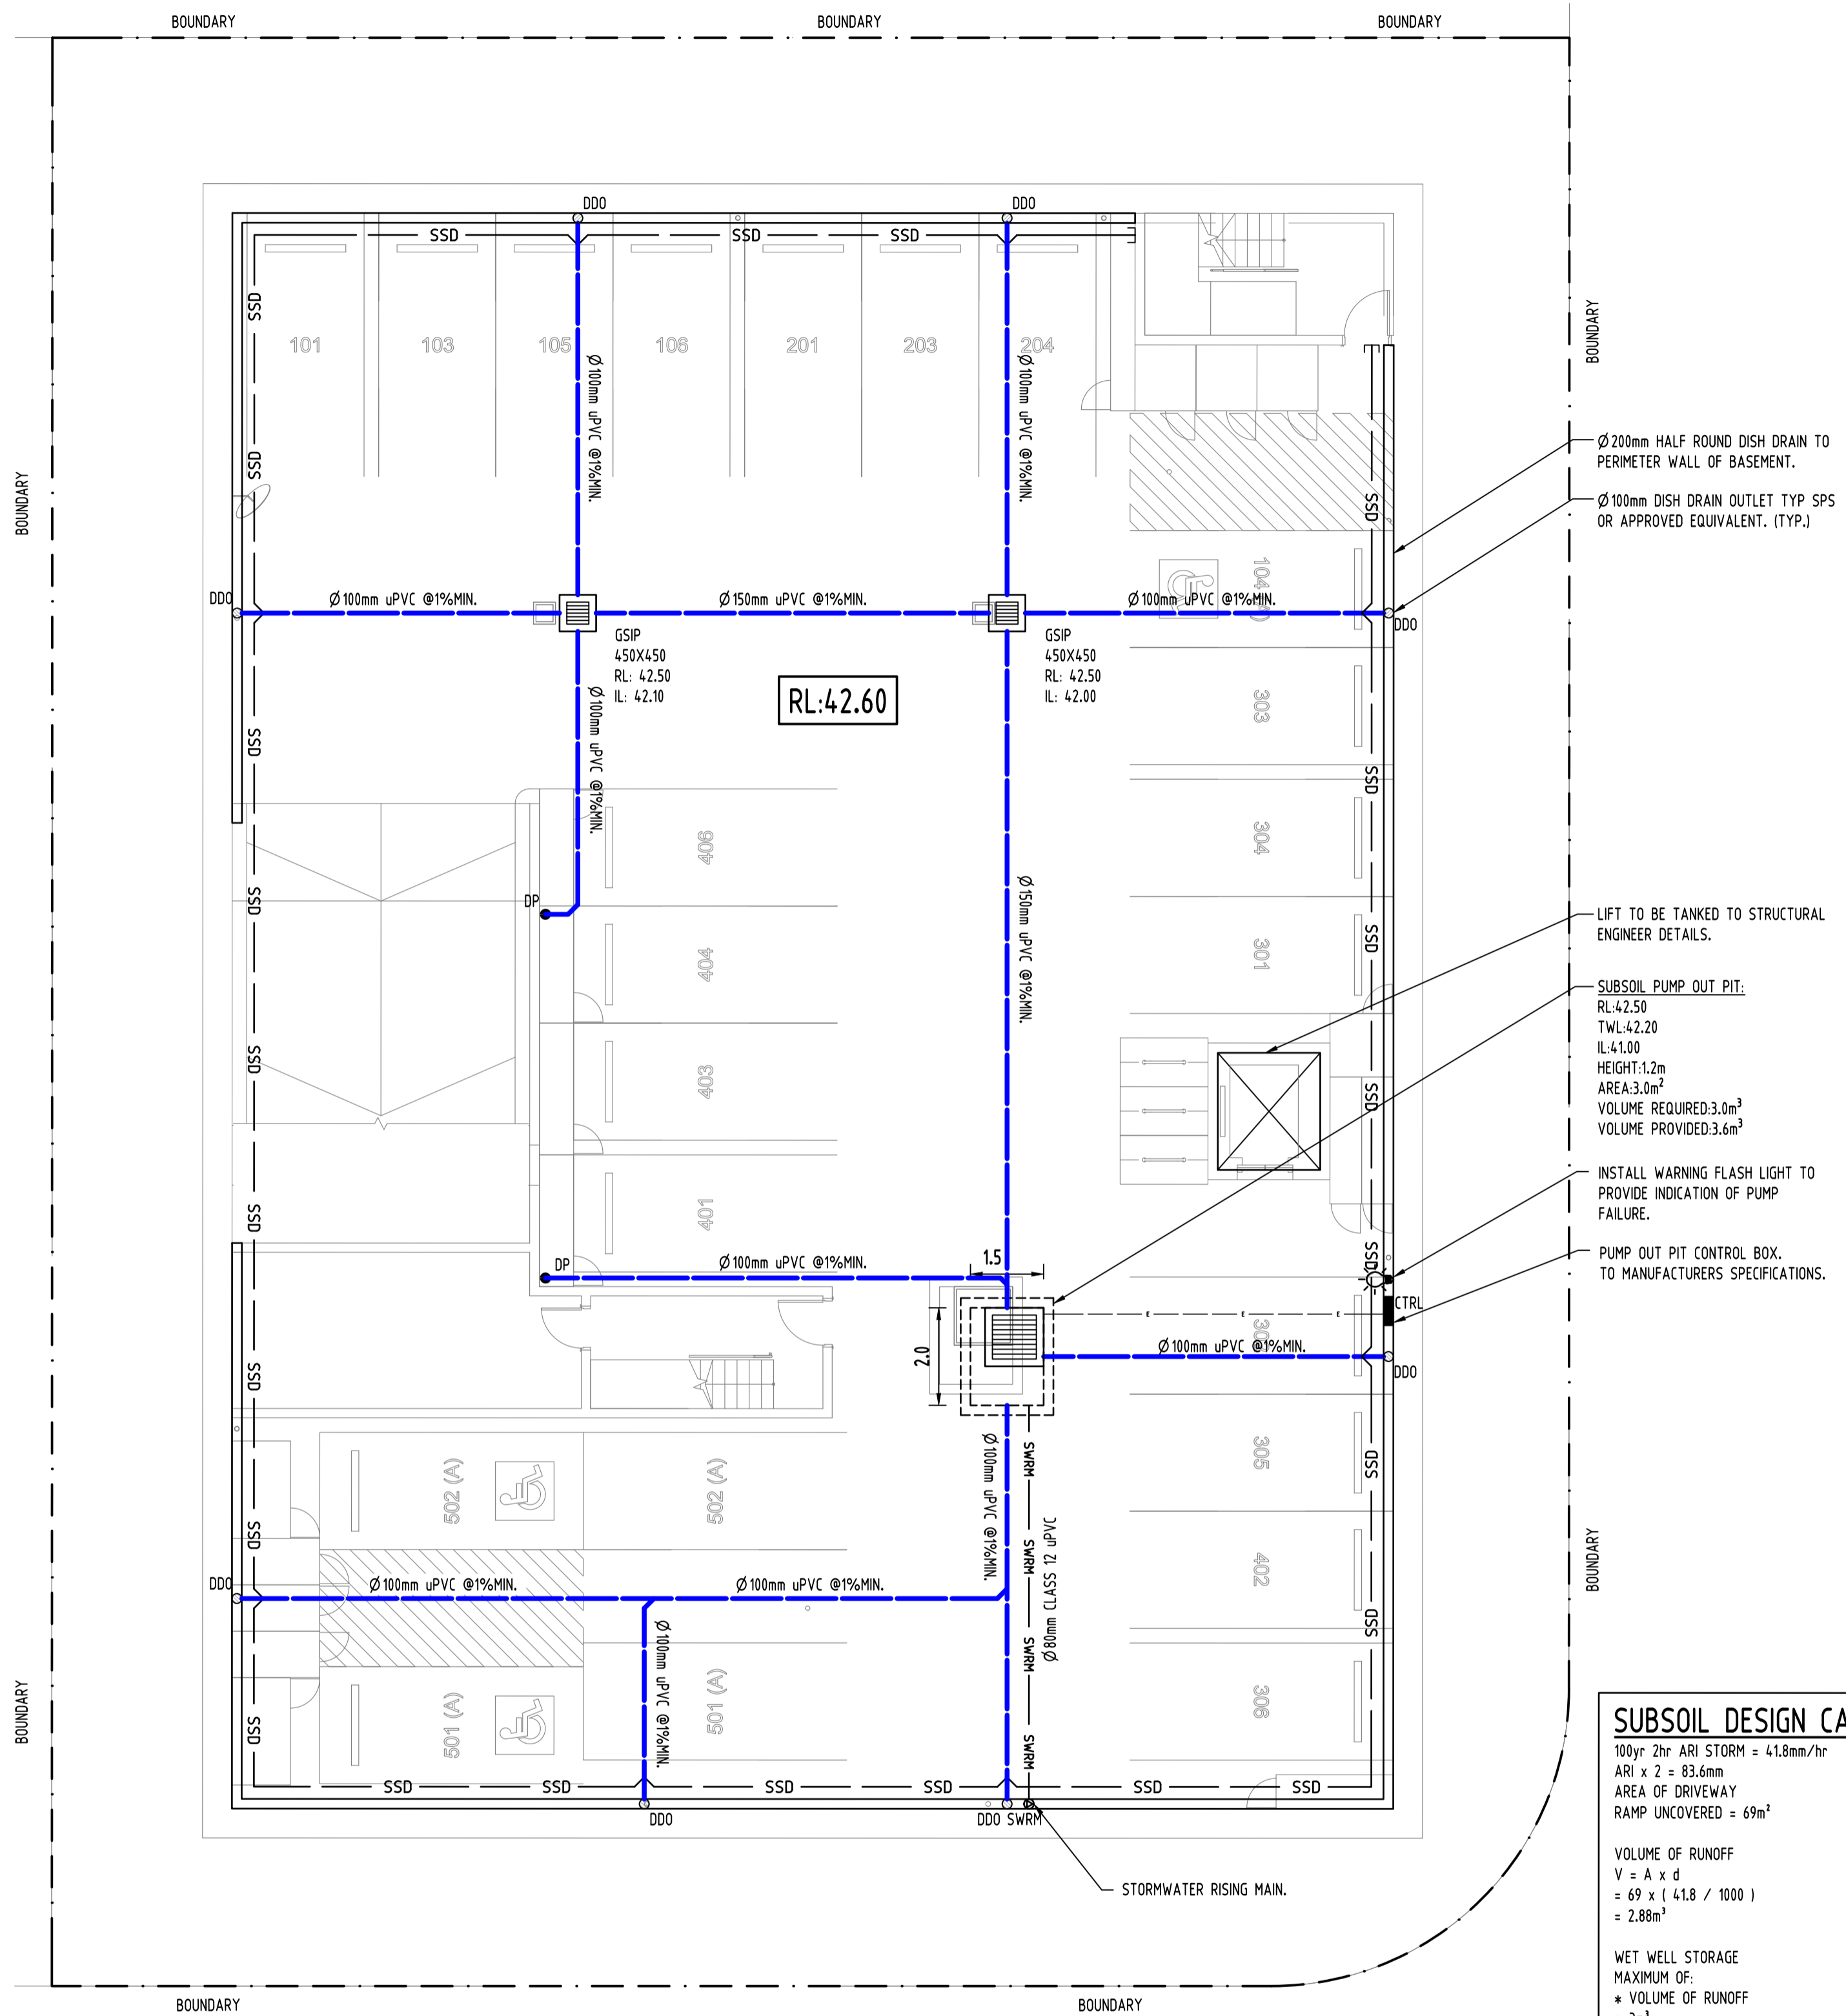 BOUNDARY
BOUNDARY
BOUNDARY
DDO
DDO
SSD
SSD
SSD
SSD
101
103
105
106
201
203
204
BOUNDARY
Ø100mm uPVC @1%MIN.
Ø100mm uPVC @1%MIN.
Ø200mm HALF ROUND DISH DRAIN TO
PERIMETER WALL OF BASEMENT.
SSD
SSD
BOUNDARY
Ø100mm DISH DRAIN OUTLET TYP SPS
OR APPROVED EQUIVALENT. (TYP.)
DDO
Ø100mm uPVC @1%MIN.
Ø150mm uPVC @1%MIN.
Ø100mm uPVC @1%MIN.
DDO
GSIP
450X450
RL: 42.50
IL: 42.10
GSIP
450X450
RL: 42.50
IL: 42.00
RL:42.60
Ø100mm uPVC @1%MIN.
303
SSD
SSD
406
304
DP
SSD
Ø150mm uPVC @1%MIN.
LIFT TO BE TANKED TO STRUCTURAL
ENGINEER DETAILS.
404
301
SSD
SUBSOIL PUMP OUT PIT:
RL:42.50
TWL:42.20
IL:41.00
HEIGHT:1.2m
AREA:3.0m²
VOLUME REQUIRED:3.0m³
VOLUME PROVIDED:3.6m³
SSD
403
SSD
INSTALL WARNING FLASH LIGHT TO
PROVIDE INDICATION OF PUMP
FAILURE.
SSD
401
SSD
DP
Ø100mm uPVC @1%MIN.
1.5
PUMP OUT PIT CONTROL BOX.
TO MANUFACTURERS SPECIFICATIONS.
CTRL
E
E
E
2.0
Ø100mm uPVC @1%MIN.
DDO
SSD
502 (A)
502 (A)
Ø100mm uPVC @1%MIN.
SWRM
305
SSD
SSD
SWRM
Ø80mm CLASS 12 uPVC
402
BOUNDARY
DDO
Ø100mm uPVC @1%MIN.
Ø100mm uPVC @1%MIN.
SSD
Ø100mm uPVC @1%MIN.
SWRM
BOUNDARY
SSD
501 (A)
501 (A)
306
SWRM
SSD
SSD
SSD
SSD
SSD
SSD
DDO
DDO SWRM
STORMWATER RISING MAIN.
SUBSOIL DESIGN CA
100yr 2hr ARI STORM = 41.8mm/hr
ARI x 2 = 83.6mm
AREA OF DRIVEWAY
RAMP UNCOVERED = 69m²
VOLUME OF RUNOFF
V = A x d
= 69 x ( 41.8 / 1000 )
= 2.88m³
WET WELL STORAGE
MAXIMUM OF:
* VOLUME OF RUNOFF
BOUNDARY
BOUNDARY